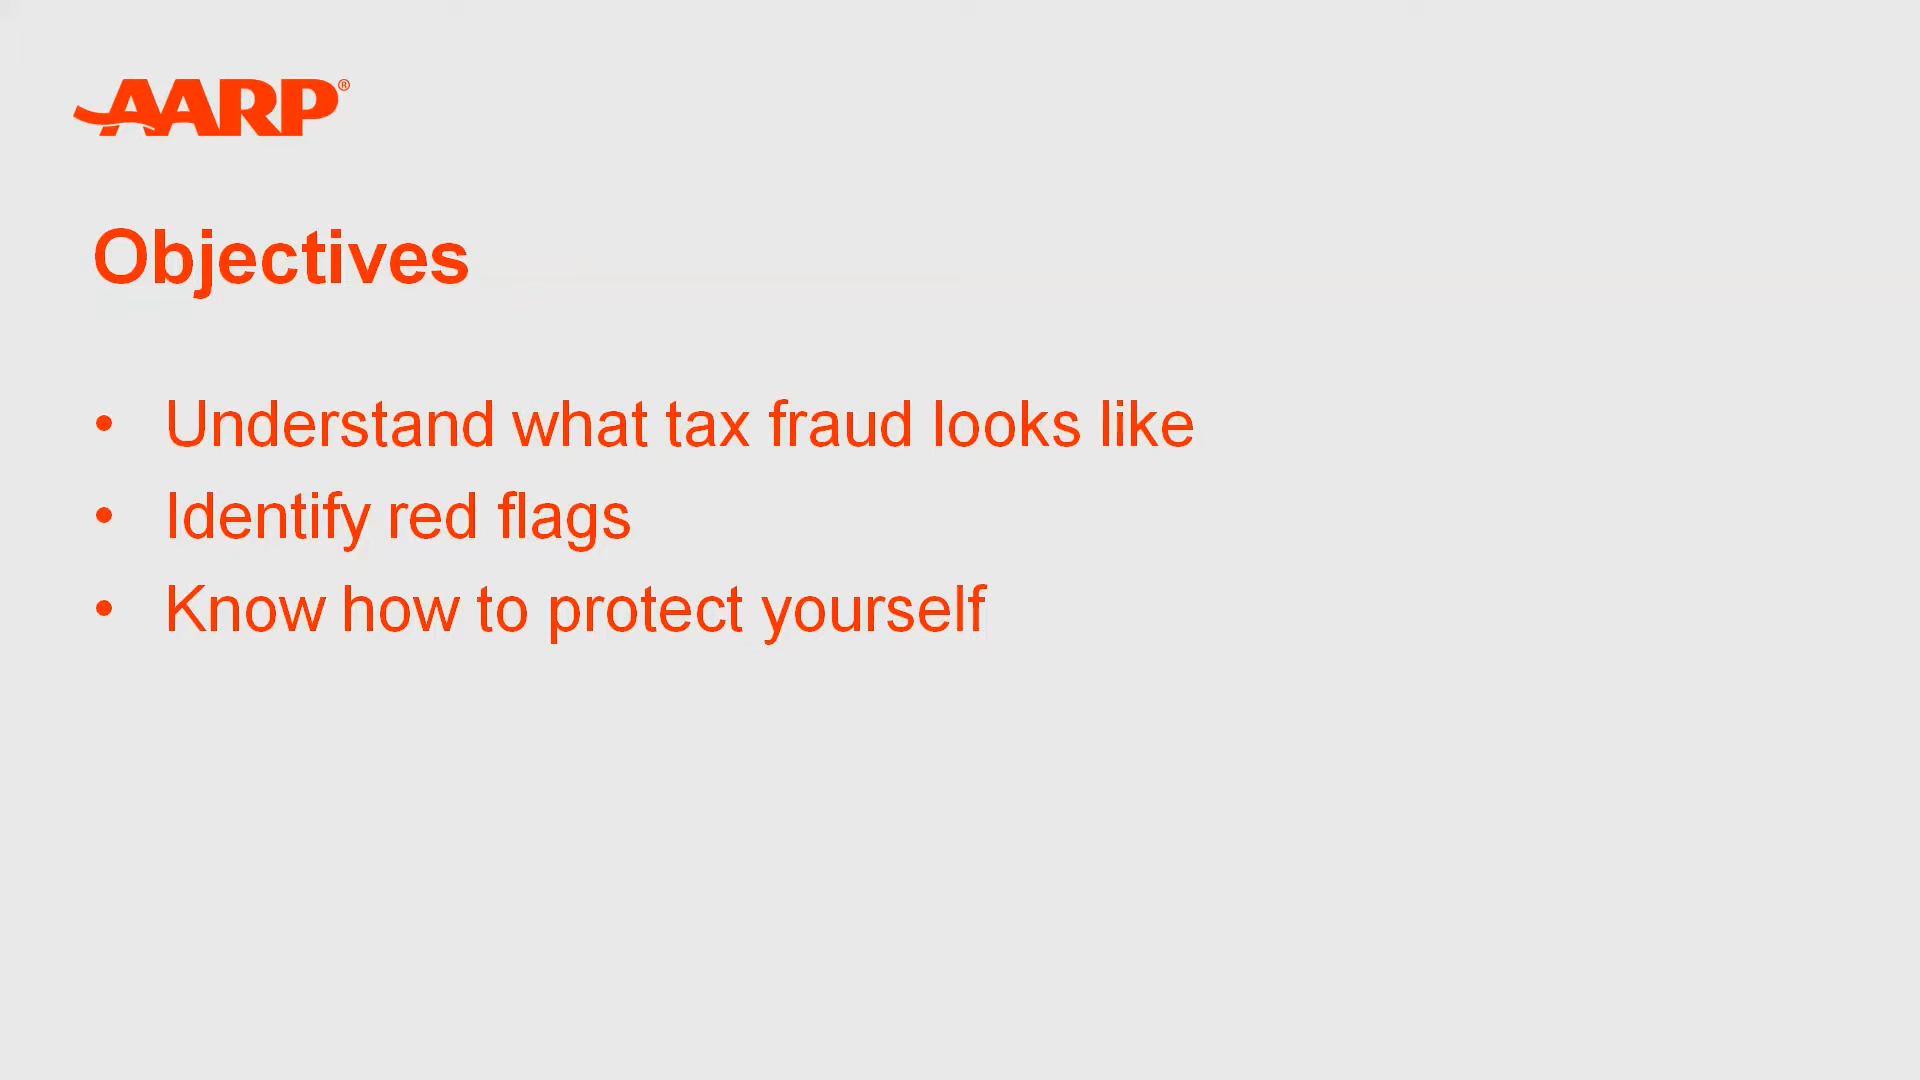 AARP®
Objectives
• Understand what tax fraud looks like
• Identify red flags
• Know how to protect yourself